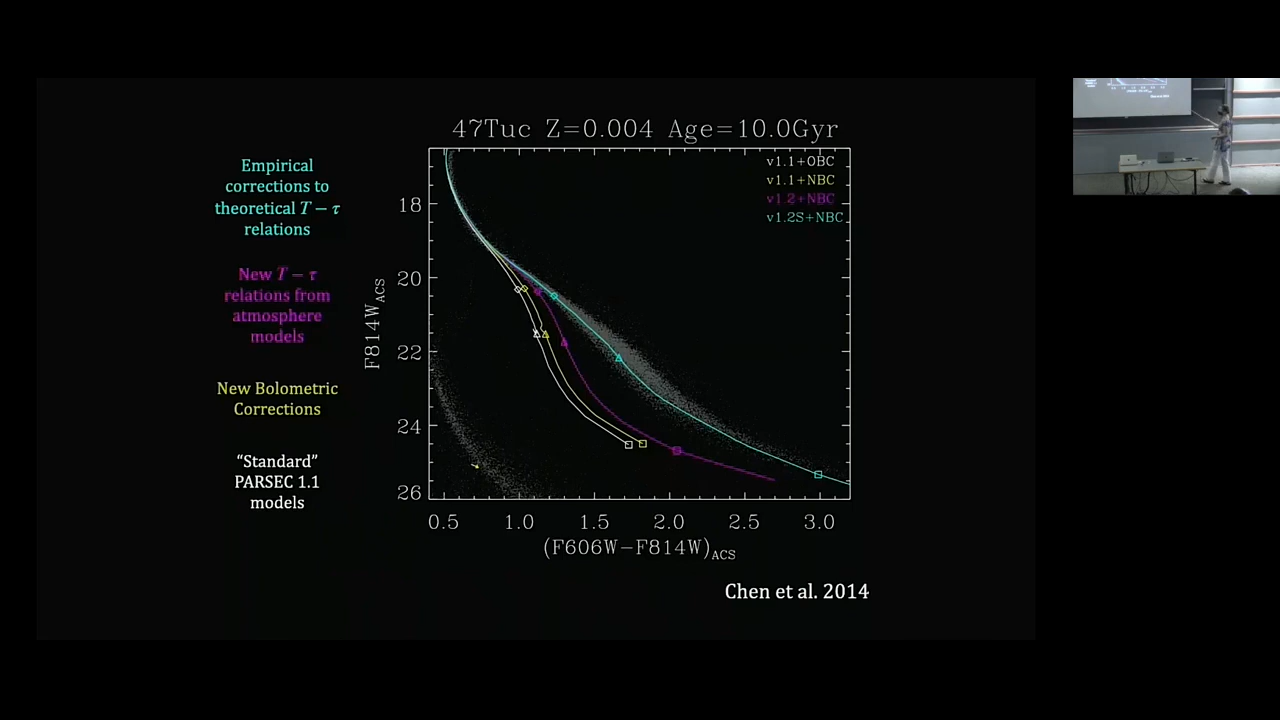 47Tuc Z=0.004 Age=10.0Gyr
Empirical
corrections to
theoretical T − τ
relations
New T − τ
relations from
atmosphere
models
New Bolometric
Corrections
“Standard”
PARSEC 1.1
models
v1.1+OBC
v1.1+NBC
v1.2+NBC
v1.2S+NBC
F814W_ACS
18
20
22
24
26
0.5 1.0 1.5 2.0 2.5 3.0
(F606W−F814W)_ACS
Chen et al. 2014